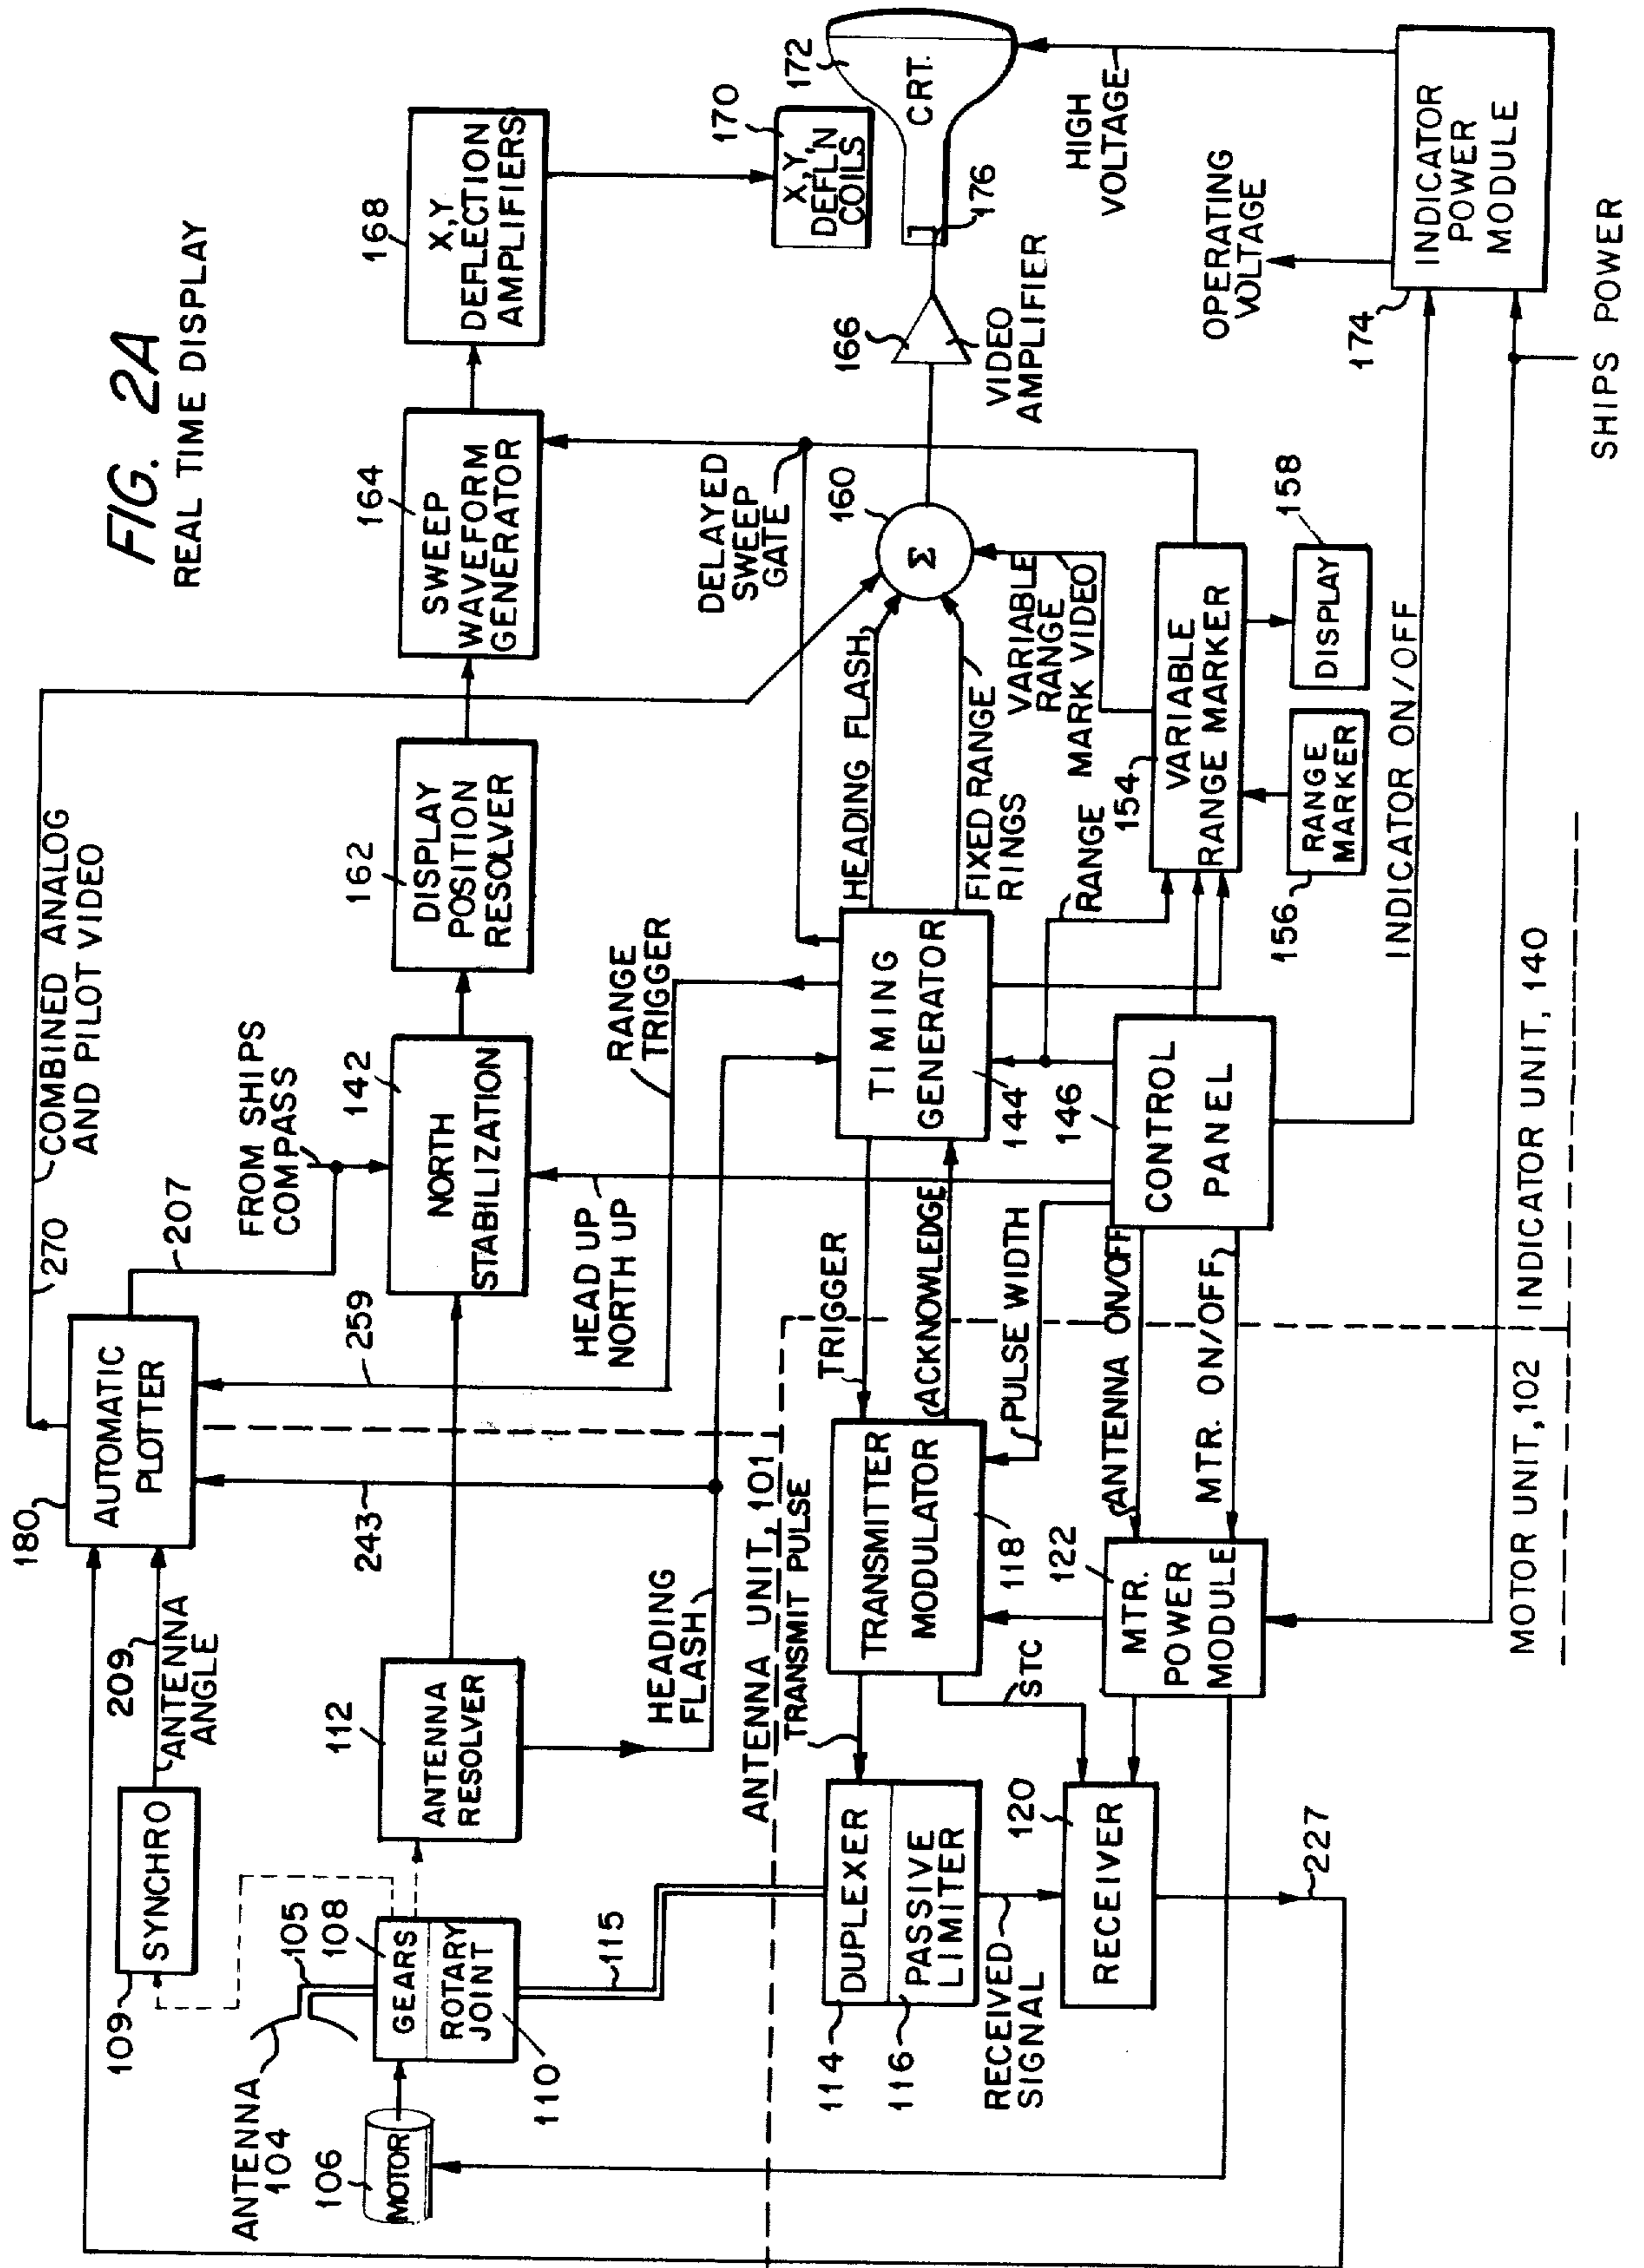 FIG. 2A
REAL TIME DISPLAY
180
AUTOMATIC
PLOTTER
270
COMBINED ANALOG
AND PILOT VIDEO
207
FROM SHIPS
COMPASS
109
SYNCHRO
209
ANTENNA
ANGLE
243
259
ANTENNA
104
105
108
GEARS
ROTARY
JOINT
110
106
MOTOR
115
112
ANTENNA
RESOLVER
HEADING
FLASH
142
NORTH
STABILIZATION
HEAD UP
NORTH UP
RANGE
TRIGGER
162
DISPLAY
POSITION
RESOLVER
164
SWEEP
WAVEFORM
GENERATOR
168
X,Y
DEFLECTION
AMPLIFIERS
170
X,Y,
DEFL'N
COILS
172
CRT.
176
DELAYED
SWEEP
GATE
160
Σ
166
VIDEO
AMPLIFIER
HIGH
VOLTAGE
OPERATING
VOLTAGE
ANTENNA UNIT, 101
TRANSMIT PULSE
114
DUPLEXER
116
PASSIVE
LIMITER
RECEIVED
SIGNAL
120
RECEIVER
227
STC
TRANSMITTER
MODULATOR
118
TRIGGER
ACKNOWLEDGE
PULSE WIDTH
ANTENNA ON/OFF
MTR. ON/OFF
122
MTR.
POWER
MODULE
TIMING
GENERATOR
144
146
CONTROL
PANEL
HEADING FLASH
FIXED RANGE
RINGS
VARIABLE
RANGE
MARK VIDEO
RANGE
154
VARIABLE
RANGE MARKER
156
RANGE
MARKER
158
DISPLAY
INDICATOR ON/OFF
174
INDICATOR
POWER
MODULE
SHIPS POWER
MOTOR UNIT, 102
INDICATOR UNIT, 140